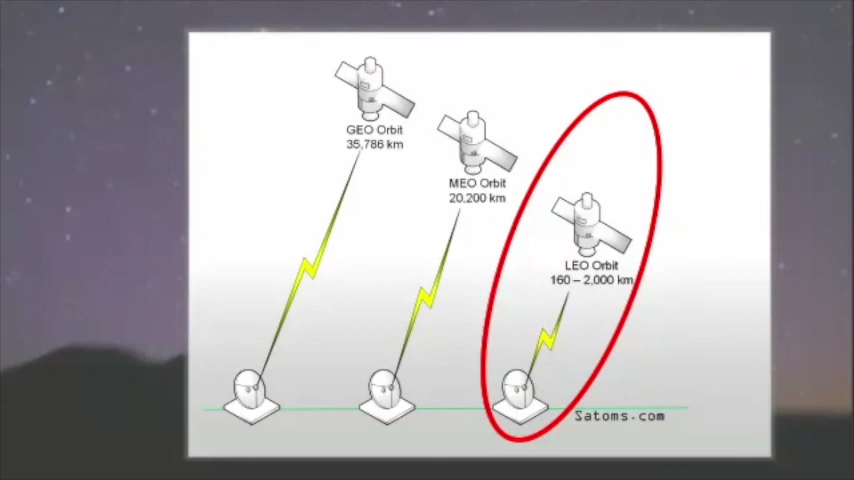 GEO Orbit
35,786 km
MEO Orbit
20,200 km
LEO Orbit
160 – 2,000 km
Satoms.com